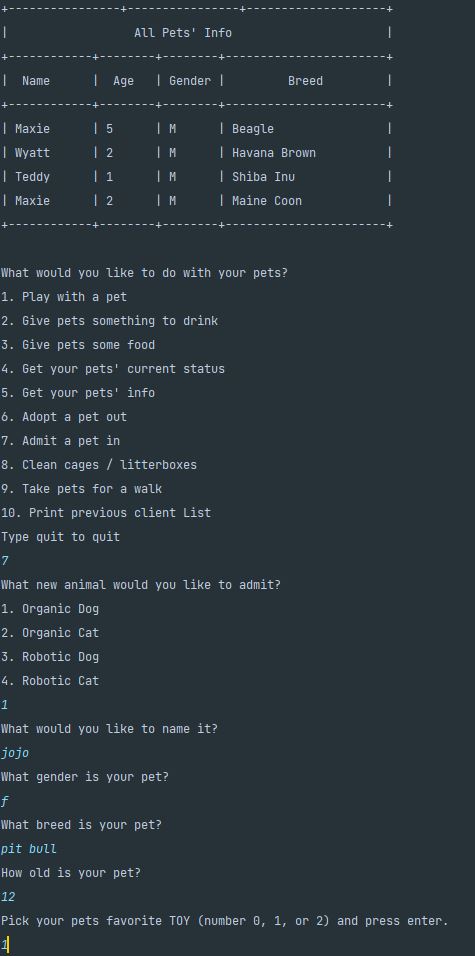 +----------------+---------------+--------------------+
|                  All Pets' Info                      |
+------------+--------+--------+-----------------------+
|  Name      |  Age   | Gender |         Breed         |
+------------+--------+--------+-----------------------+
| Maxie      | 5      | M      | Beagle                |
| Wyatt      | 2      | M      | Havana Brown          |
| Teddy      | 1      | M      | Shiba Inu             |
| Maxie      | 2      | M      | Maine Coon            |
+------------+--------+--------+-----------------------+
What would you like to do with your pets?
1. Play with a pet
2. Give pets something to drink
3. Give pets some food
4. Get your pets' current status
5. Get your pets' info
6. Adopt a pet out
7. Admit a pet in
8. Clean cages / litterboxes
9. Take pets for a walk
10. Print previous client List
Type quit to quit
7
What new animal would you like to admit?
1. Organic Dog
2. Organic Cat
3. Robotic Dog
4. Robotic Cat
1
What would you like to name it?
jojo
What gender is your pet?
f
What breed is your pet?
pit bull
How old is your pet?
12
Pick your pets favorite TOY (number 0, 1, or 2) and press enter.
1